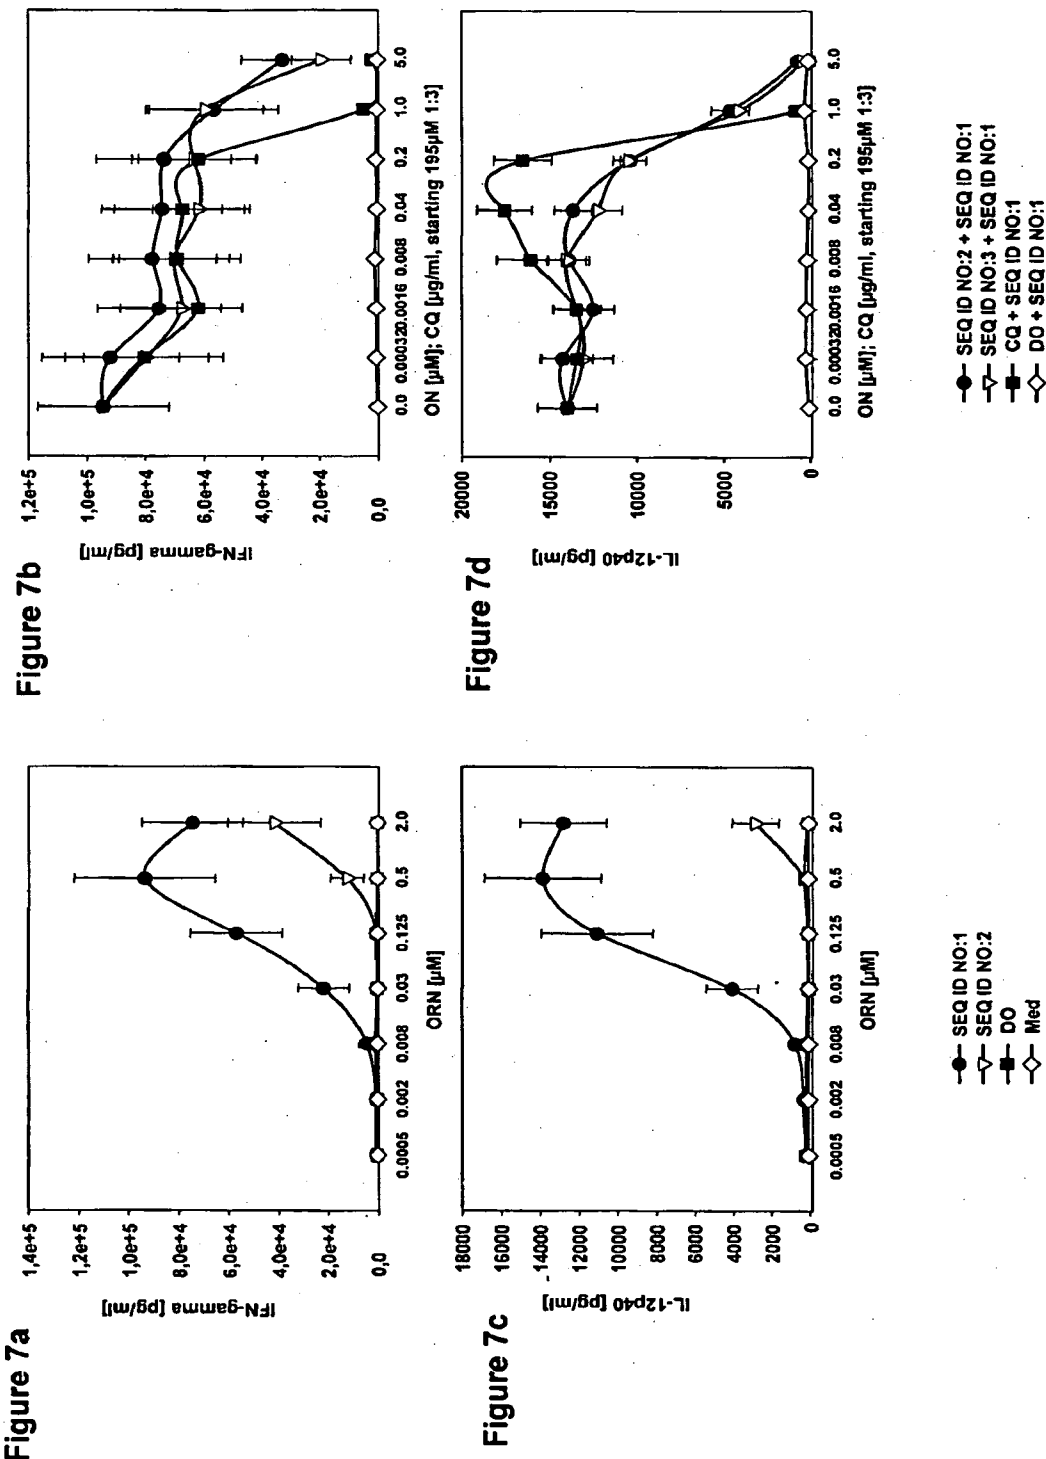 Figure 7a
1,4e+5
1,2e+5
1,0e+5
8,0e+4
6,0e+4
4,0e+4
2,0e+4
0,0
IFN-gamma [pg/ml]
0.0005 0.002 0.008 0.03 0.125 0.5 2.0
ORN [µM]
Figure 7b
1,2e+5
1,0e+5
8,0e+4
6,0e+4
4,0e+4
2,0e+4
0,0
IFN-gamma [pg/ml]
0.0 0.000320.0016 0.008 0.04 0.2 1.0 5.0
ON [µM]; CQ [µg/ml, starting 195µM 1:3]
Figure 7c
18000
16000
14000
12000
10000
8000
6000
4000
2000
0
IL-12p40 [pg/ml]
0.0005 0.002 0.008 0.03 0.125 0.5 2.0
ORN [µM]
SEQ ID NO:1
SEQ ID NO:2
DO
Med
Figure 7d
20000
15000
10000
5000
0
IL-12p40 [pg/ml]
0.0 0.000320.0016 0.008 0.04 0.2 1.0 5.0
ON [µM]; CQ [µg/ml, starting 195µM 1:3]
SEQ ID NO:2 + SEQ ID NO:1
SEQ ID NO:3 + SEQ ID NO:1
CQ + SEQ ID NO:1
DO + SEQ ID NO:1